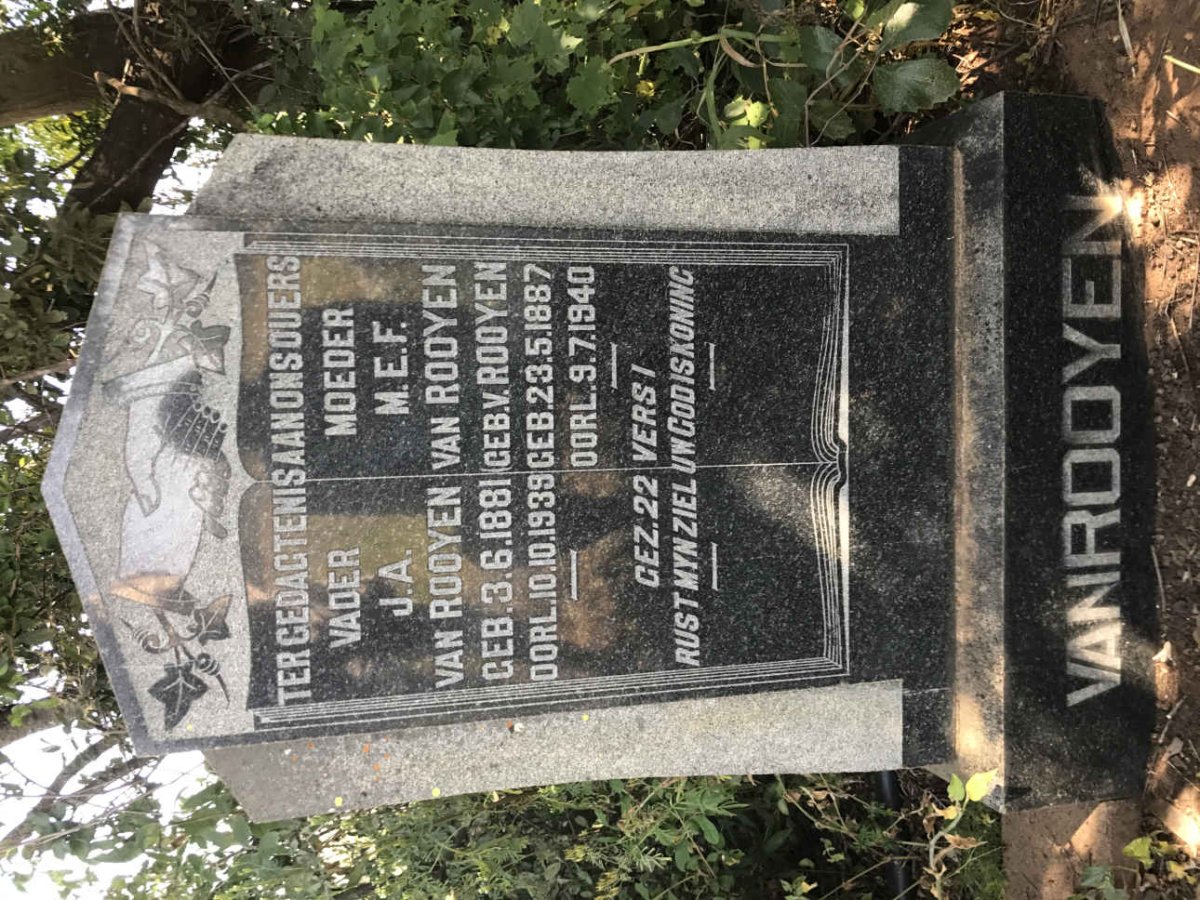 TER GEDACTENIS AAN ONS OUERS
VADER MOEDER
J.A. M.E.F.
VAN ROOYEN VAN ROOYEN
GEB. 3.6.1881 GEB. V. ROOYEN
OORL. 10.10.1939 GEB. 23.5.1887
OORL. 9.7.1940
GEZ. 22 VERS 1
RUST MYN ZIEL UW GOD IS KONING
VAN ROOYEN